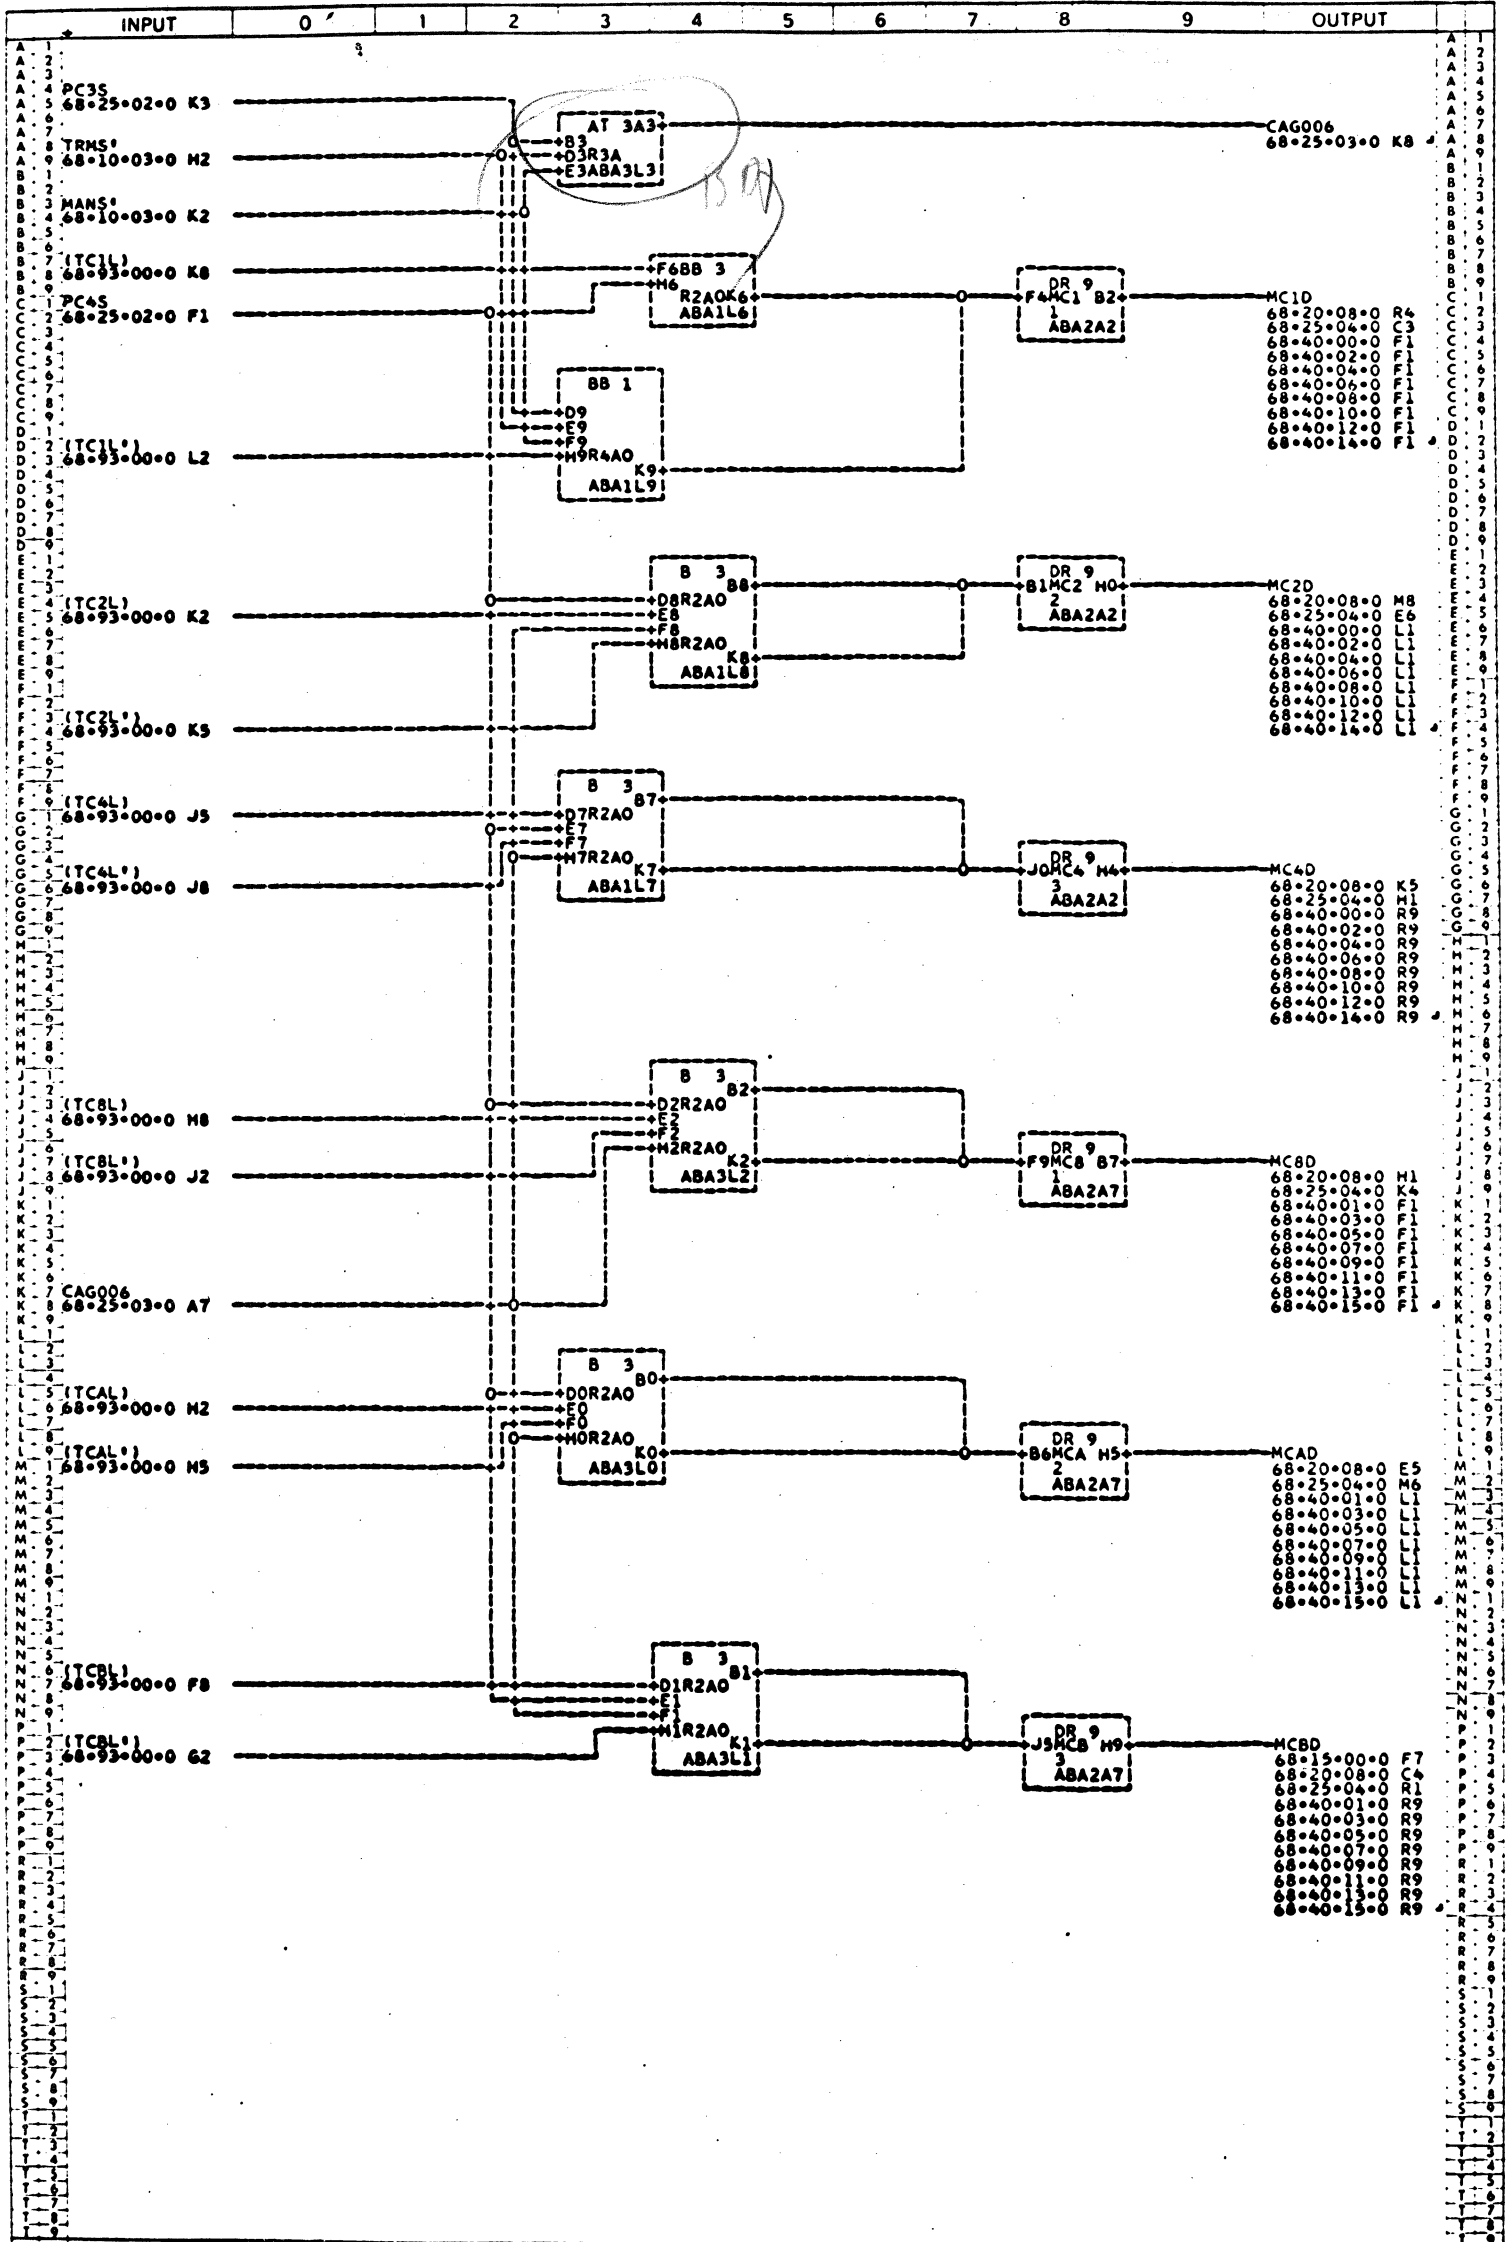 INPUT 0 1 2 3 4 5 6 7 8 9 OUTPUT
PC3S
68•25•02•0 K3
AT 3A3
CAG006
68•25•03•0 K8
TRMS'
68•10•03•0 H2
B3
D3R3A
E3ABA3L3
MANS'
68•10•03•0 K2
(TC1L)
68•93•00•0 K8
F6BB 3
H6
R2A0K6
ABA1L6
PC4S
68•25•02•0 F1
DR 9
F4MC1 B2
1
ABA2A2
MC1D
68•20•08•0 R4
68•25•04•0 C3
68•40•00•0 F1
68•40•02•0 F1
68•40•04•0 F1
68•40•06•0 F1
68•40•08•0 F1
68•40•10•0 F1
68•40•12•0 F1
68•40•14•0 F1
BB 1
D9
E9
F9
H9R4A0
K9
ABA1L9
(TC1L')
68•93•00•0 L2
B 3
B8
D8R2A0
E8
F8
H8R2A0
K8
ABA1L8
(TC2L)
68•93•00•0 K2
DR 9
B1MC2 H0
2
ABA2A2
MC2D
68•20•08•0 M8
68•25•04•0 E6
68•40•00•0 L1
68•40•02•0 L1
68•40•04•0 L1
68•40•06•0 L1
68•40•08•0 L1
68•40•10•0 L1
68•40•12•0 L1
68•40•14•0 L1
(TC2L')
68•93•00•0 K5
B 3
B7
D7R2A0
E7
F7
H7R2A0
K7
ABA1L7
(TC4L)
68•93•00•0 J5
(TC4L')
68•93•00•0 J8
DR 9
J0MC4 H4
3
ABA2A2
MC4D
68•20•08•0 K5
68•25•04•0 H1
68•40•00•0 R9
68•40•02•0 R9
68•40•04•0 R9
68•40•06•0 R9
68•40•08•0 R9
68•40•10•0 R9
68•40•12•0 R9
68•40•14•0 R9
B 3
B2
D2R2A0
E2
F2
H2R2A0
K2
ABA3L2
(TC8L)
68•93•00•0 H8
(TC8L')
68•93•00•0 J2
DR 9
F9MC8 B7
1
ABA2A7
MC8D
68•20•08•0 H1
68•25•04•0 K4
68•40•01•0 F1
68•40•03•0 F1
68•40•05•0 F1
68•40•07•0 F1
68•40•09•0 F1
68•40•11•0 F1
68•40•13•0 F1
68•40•15•0 F1
CAG006
68•25•03•0 A7
B 3
B0
D0R2A0
E0
F0
H0R2A0
K0
ABA3L0
(TCAL)
68•93•00•0 H2
(TCAL')
68•93•00•0 H5
DR 9
B6MCA H5
2
ABA2A7
MCAD
68•20•08•0 E5
68•25•04•0 M6
68•40•01•0 L1
68•40•03•0 L1
68•40•05•0 L1
68•40•07•0 L1
68•40•09•0 L1
68•40•11•0 L1
68•40•13•0 L1
68•40•15•0 L1
B 3
B1
D1R2A0
E1
F1
H1R2A0
K1
ABA3L1
(TCBL)
68•93•00•0 F8
(TCBL')
68•93•00•0 G2
DR 9
J5MCB H9
3
ABA2A7
MCBD
68•15•00•0 F7
68•20•08•0 C4
68•25•04•0 R1
68•40•01•0 R9
68•40•03•0 R9
68•40•05•0 R9
68•40•07•0 R9
68•40•09•0 R9
68•40•11•0 R9
68•40•13•0 R9
68•40•15•0 R9